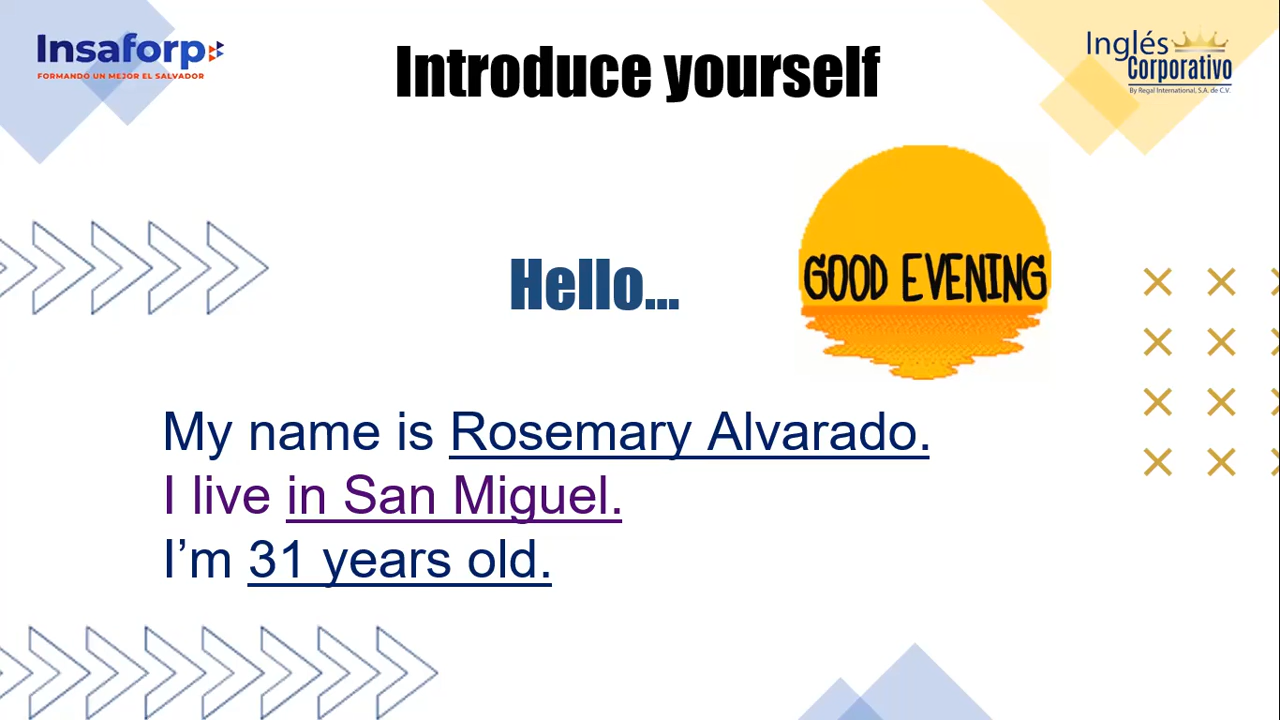 Insaforp
FORMANDO UN MEJOR EL SALVADOR
Introduce yourself
Inglés
Corporativo
By Regal International, S.A. de C.V.
Hello...
GOOD EVENING
My name is Rosemary Alvarado.
I live in San Miguel.
I’m 31 years old.